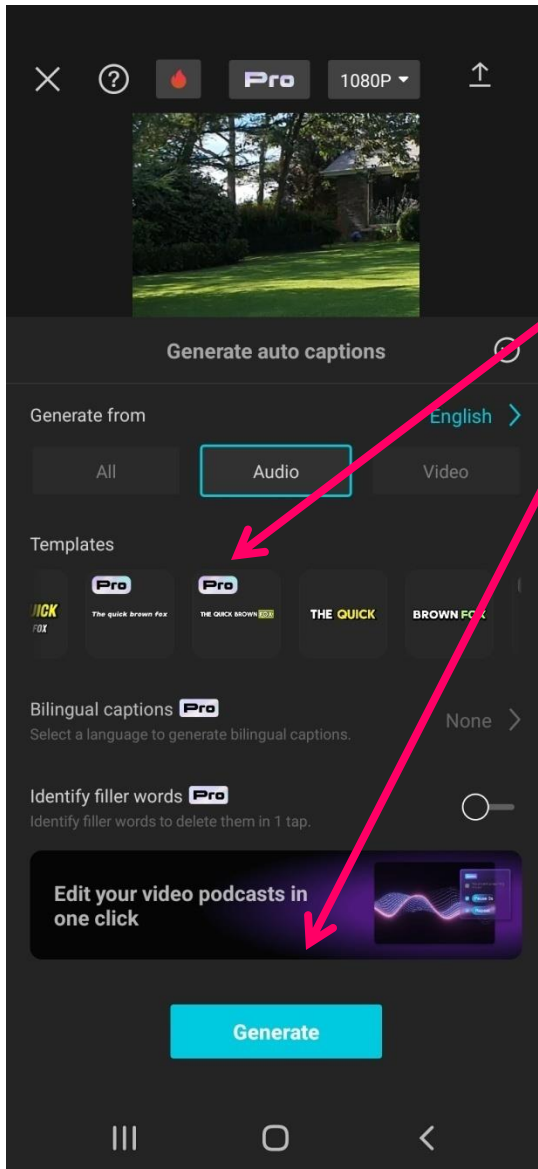 Pro
1080P
Generate auto captions
Generate from
English
All
Audio
Video
Templates
Pro
Pro
UICK
FOX
The quick brown fox
THE QUICK BROWN FOX
THE QUICK
BROWN FOX
Bilingual captions Pro
None
Select a language to generate bilingual captions.
Identify filler words Pro
Identify filler words to delete them in 1 tap.
Edit your video podcasts in
one click
Generate